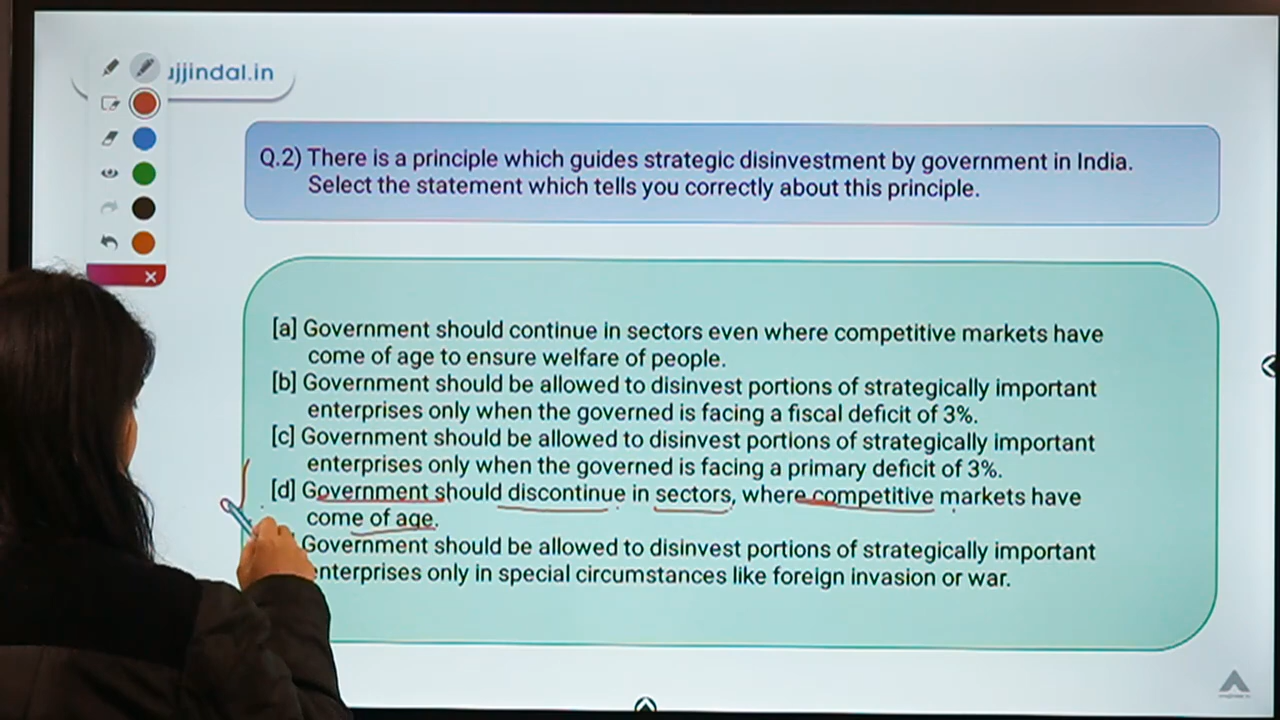 ujjindal.in
Q.2) There is a principle which guides strategic disinvestment by government in India.
Select the statement which tells you correctly about this principle.
[a] Government should continue in sectors even where competitive markets have
come of age to ensure welfare of people.
[b] Government should be allowed to disinvest portions of strategically important
enterprises only when the governed is facing a fiscal deficit of 3%.
[c] Government should be allowed to disinvest portions of strategically important
enterprises only when the governed is facing a primary deficit of 3%.
[d] Government should discontinue in sectors, where competitive markets have
come of age.
Government should be allowed to disinvest portions of strategically important
enterprises only in special circumstances like foreign invasion or war.